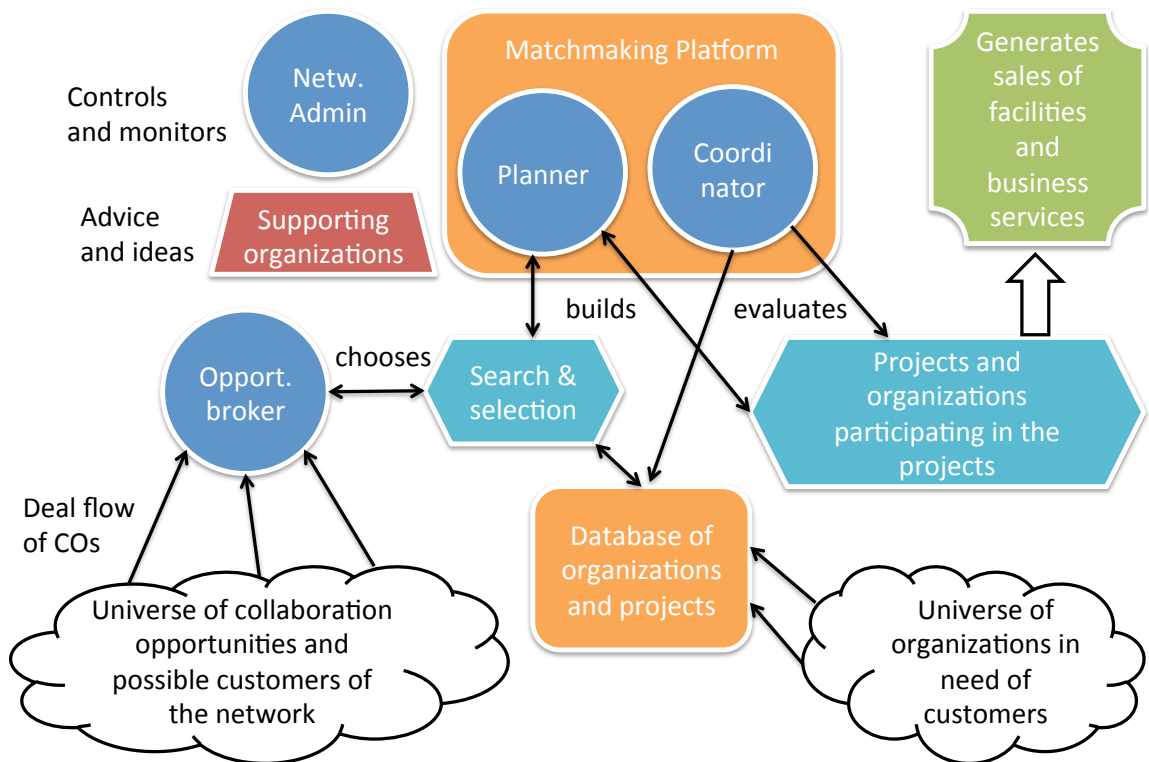 Matchmaking Platform
Generates
sales of
facilities
and
business
services
Netw.
Admin
Controls
and monitors
Planner
Coordi
nator
Advice
and ideas
Supporting
organizations
builds
evaluates
chooses
Opport.
broker
Search &
selection
Projects and
organizations
participating in the
projects
Deal flow
of COs
Database of
organizations
and projects
Universe of collaboration
opportunities and
possible customers of
the network
Universe of
organizations in
need of
customers